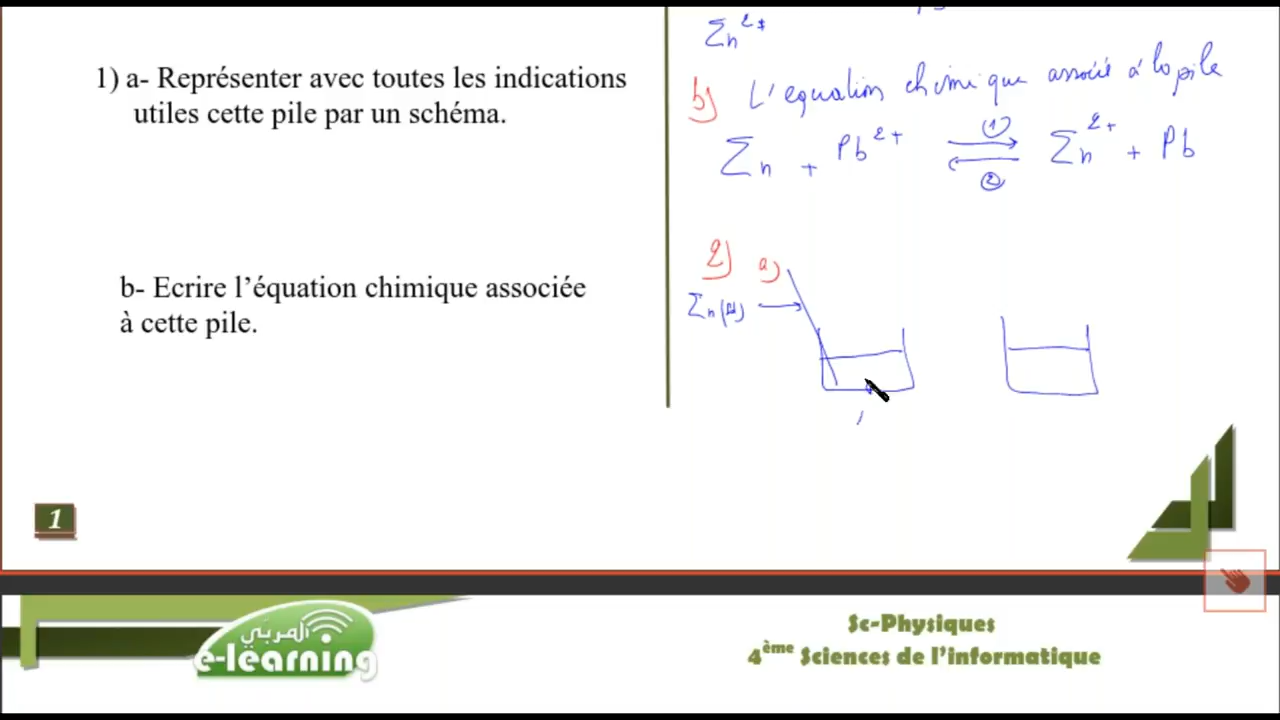 1) a- Représenter avec toutes les indications
utiles cette pile par un schéma.
b- Ecrire l’équation chimique associée
à cette pile.
1
Zn²⁺
b) L'equation chimique associé à la pile
Zn + Pb²⁺ ⇌ Zn²⁺ + Pb
(1)
(2)
2) a)
Zn(s)
المربي
e-learning
Sc-Physiques
4ème Sciences de l’informatique